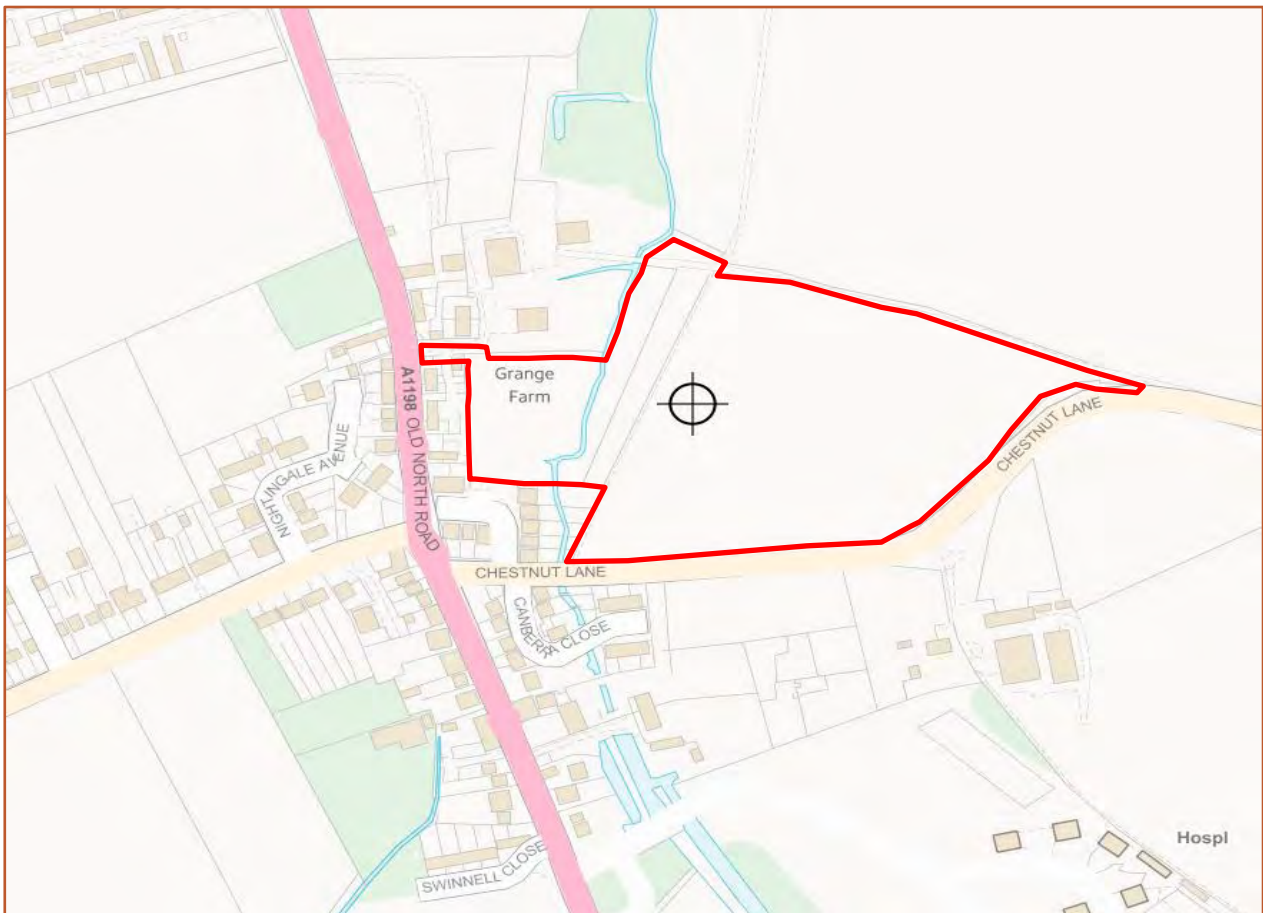 Grange
Farm
A1198 OLD NORTH ROAD
NIGHTINGALE AVENUE
CHESTNUT LANE
CHESTNUT LANE
CANBERRA CLOSE
Hospl
SWINNELL CLOSE